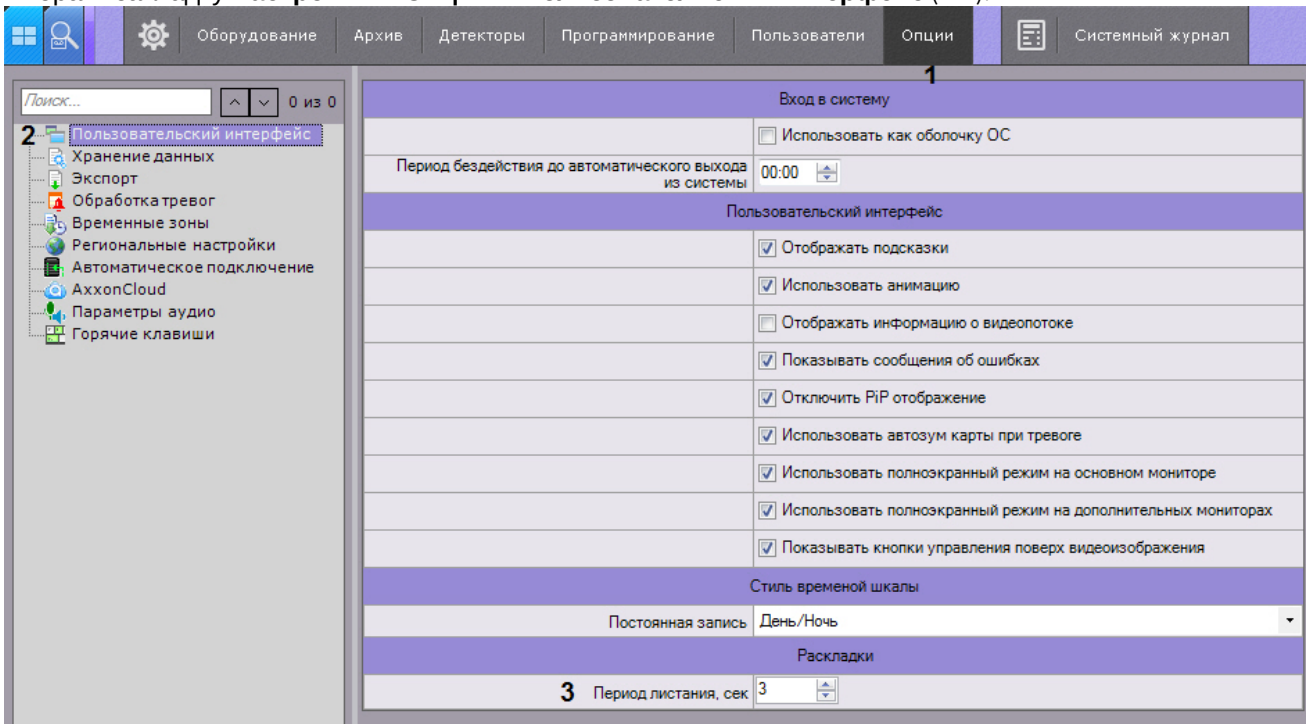 Оборудование Архив Детекторы Программирование Пользователи Опции Системный журнал
1
Поиск... 0 из 0
2 Пользовательский интерфейс
Хранение данных
Экспорт
Обработка тревог
Временные зоны
Региональные настройки
Автоматическое подключение
AxxonCloud
Параметры аудио
Горячие клавиши
Вход в систему
Использовать как оболочку ОС
Период бездействия до автоматического выхода
из системы 00:00
Пользовательский интерфейс
Отображать подсказки
Использовать анимацию
Отображать информацию о видеопотоке
Показывать сообщения об ошибках
Отключить PiP отображение
Использовать автозум карты при тревоге
Использовать полноэкранный режим на основном мониторе
Использовать полноэкранный режим на дополнительных мониторах
Показывать кнопки управления поверх видеоизображения
Стиль временой шкалы
Постоянная запись День/Ночь
Раскладки
3 Период листания, сек 3